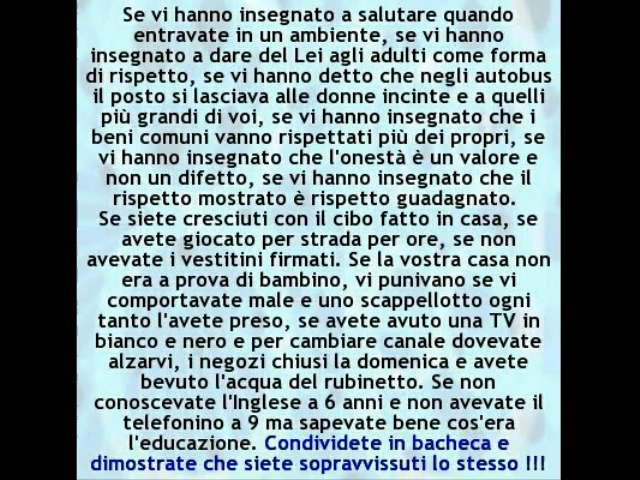 Se vi hanno insegnato a salutare quando
entravate in un ambiente, se vi hanno
insegnato a dare del Lei agli adulti come forma
di rispetto, se vi hanno detto che negli autobus
il posto si lasciava alle donne incinte e a quelli
più grandi di voi, se vi hanno insegnato che i
beni comuni vanno rispettati più dei propri, se
vi hanno insegnato che l'onestà è un valore e
non un difetto, se vi hanno insegnato che il
rispetto mostrato è rispetto guadagnato.
Se siete cresciuti con il cibo fatto in casa, se
avete giocato per strada per ore, se non
avevate i vestitini firmati. Se la vostra casa non
era a prova di bambino, vi punivano se vi
comportavate male e uno scappellotto ogni
tanto l'avete preso, se avete avuto una TV in
bianco e nero e per cambiare canale dovevate
alzarvi, i negozi chiusi la domenica e avete
bevuto l'acqua del rubinetto. Se non
conoscevate l'Inglese a 6 anni e non avevate il
telefonino a 9 ma sapevate bene cos'era
l'educazione. Condividete in bacheca e
dimostrate che siete sopravvissuti lo stesso !!!